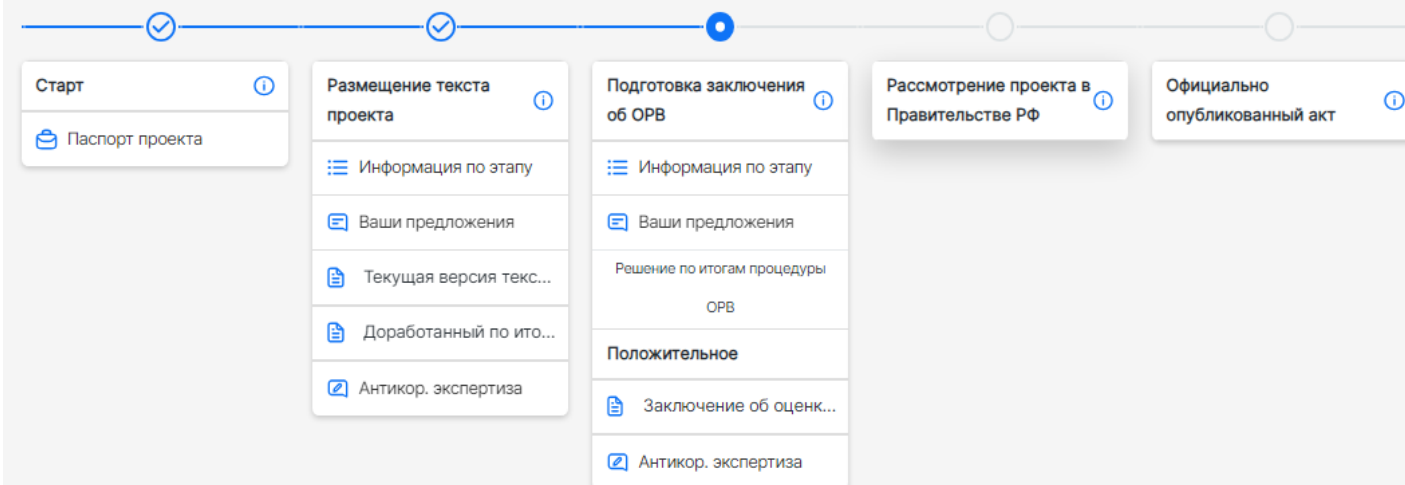 Старт
Паспорт проекта
Размещение текста
проекта
Информация по этапу
Ваши предложения
Текущая версия текс...
Доработанный по ито...
Антикор. экспертиза
Подготовка заключения
об ОРВ
Информация по этапу
Ваши предложения
Решение по итогам процедуры
ОРВ
Положительное
Заключение об оценк...
Антикор. экспертиза
Рассмотрение проекта в
Правительстве РФ
Официально
опубликованный акт